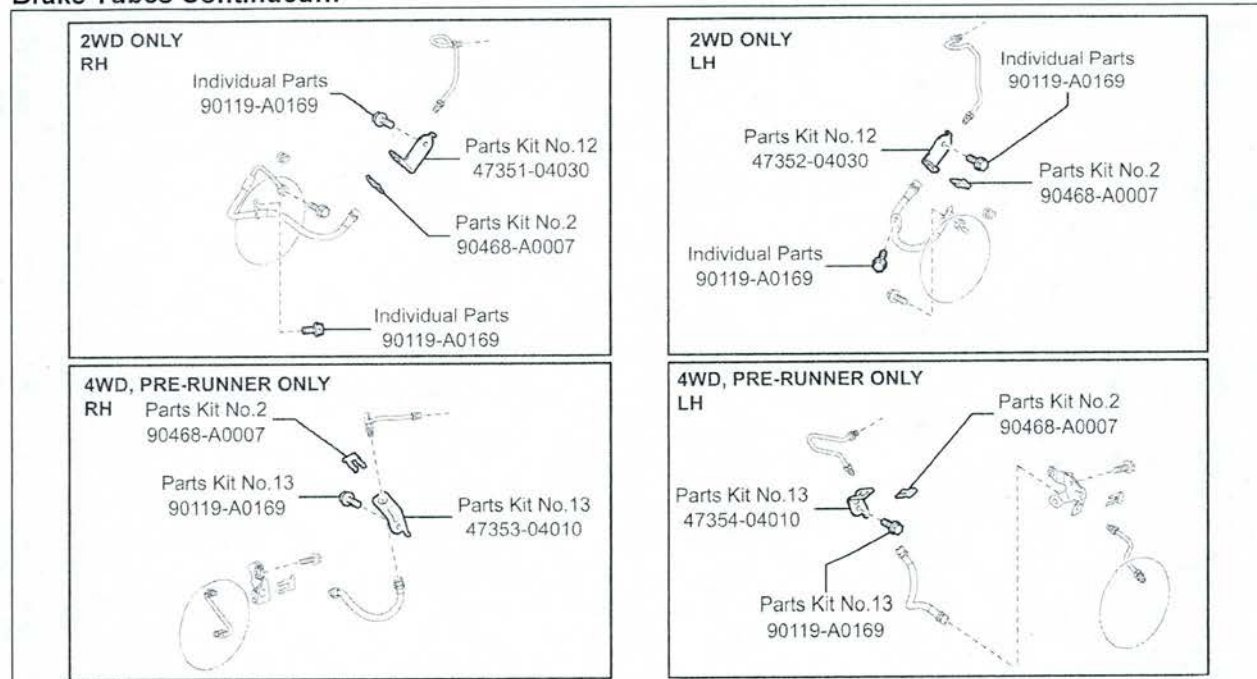 2WD ONLY
RH
Individual Parts
90119-A0169
Parts Kit No.12
47351-04030
Parts Kit No.2
90468-A0007
Individual Parts
90119-A0169
2WD ONLY
LH
Individual Parts
90119-A0169
Parts Kit No.12
47352-04030
Parts Kit No.2
90468-A0007
Individual Parts
90119-A0169
4WD, PRE-RUNNER ONLY
RH
Parts Kit No.2
90468-A0007
Parts Kit No.13
90119-A0169
Parts Kit No.13
47353-04010
4WD, PRE-RUNNER ONLY
LH
Parts Kit No.2
90468-A0007
Parts Kit No.13
47354-04010
Parts Kit No.13
90119-A0169